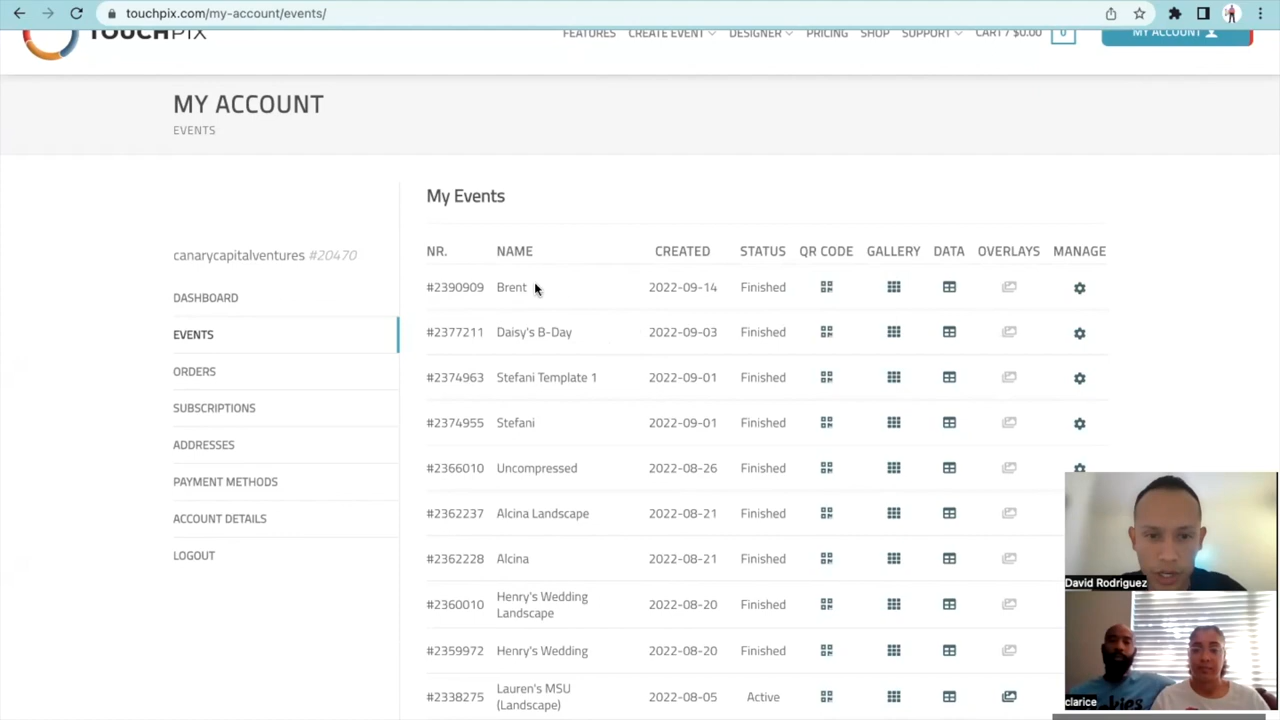 touchpix.com/my-account/events/
TOUCHPIX
FEATURES CREATE EVENT DESIGNER PRICING SHOP SUPPORT CART / $0.00 0 MY ACCOUNT
MY ACCOUNT
EVENTS
canarycapitalventures #20470
DASHBOARD
EVENTS
ORDERS
SUBSCRIPTIONS
ADDRESSES
PAYMENT METHODS
ACCOUNT DETAILS
LOGOUT
My Events
NR. NAME CREATED STATUS QR CODE GALLERY DATA OVERLAYS MANAGE
#2390909 Brent 2022-09-14 Finished
#2377211 Daisy's B-Day 2022-09-03 Finished
#2374963 Stefani Template 1 2022-09-01 Finished
#2374955 Stefani 2022-09-01 Finished
#2366010 Uncompressed 2022-08-26 Finished
#2362237 Alcina Landscape 2022-08-21 Finished
#2362228 Alcina 2022-08-21 Finished
#2360010 Henry's Wedding Landscape 2022-08-20 Finished
#2359972 Henry's Wedding 2022-08-20 Finished
#2338275 Lauren's MSU (Landscape) 2022-08-05 Active
David Rodriguez
clarice